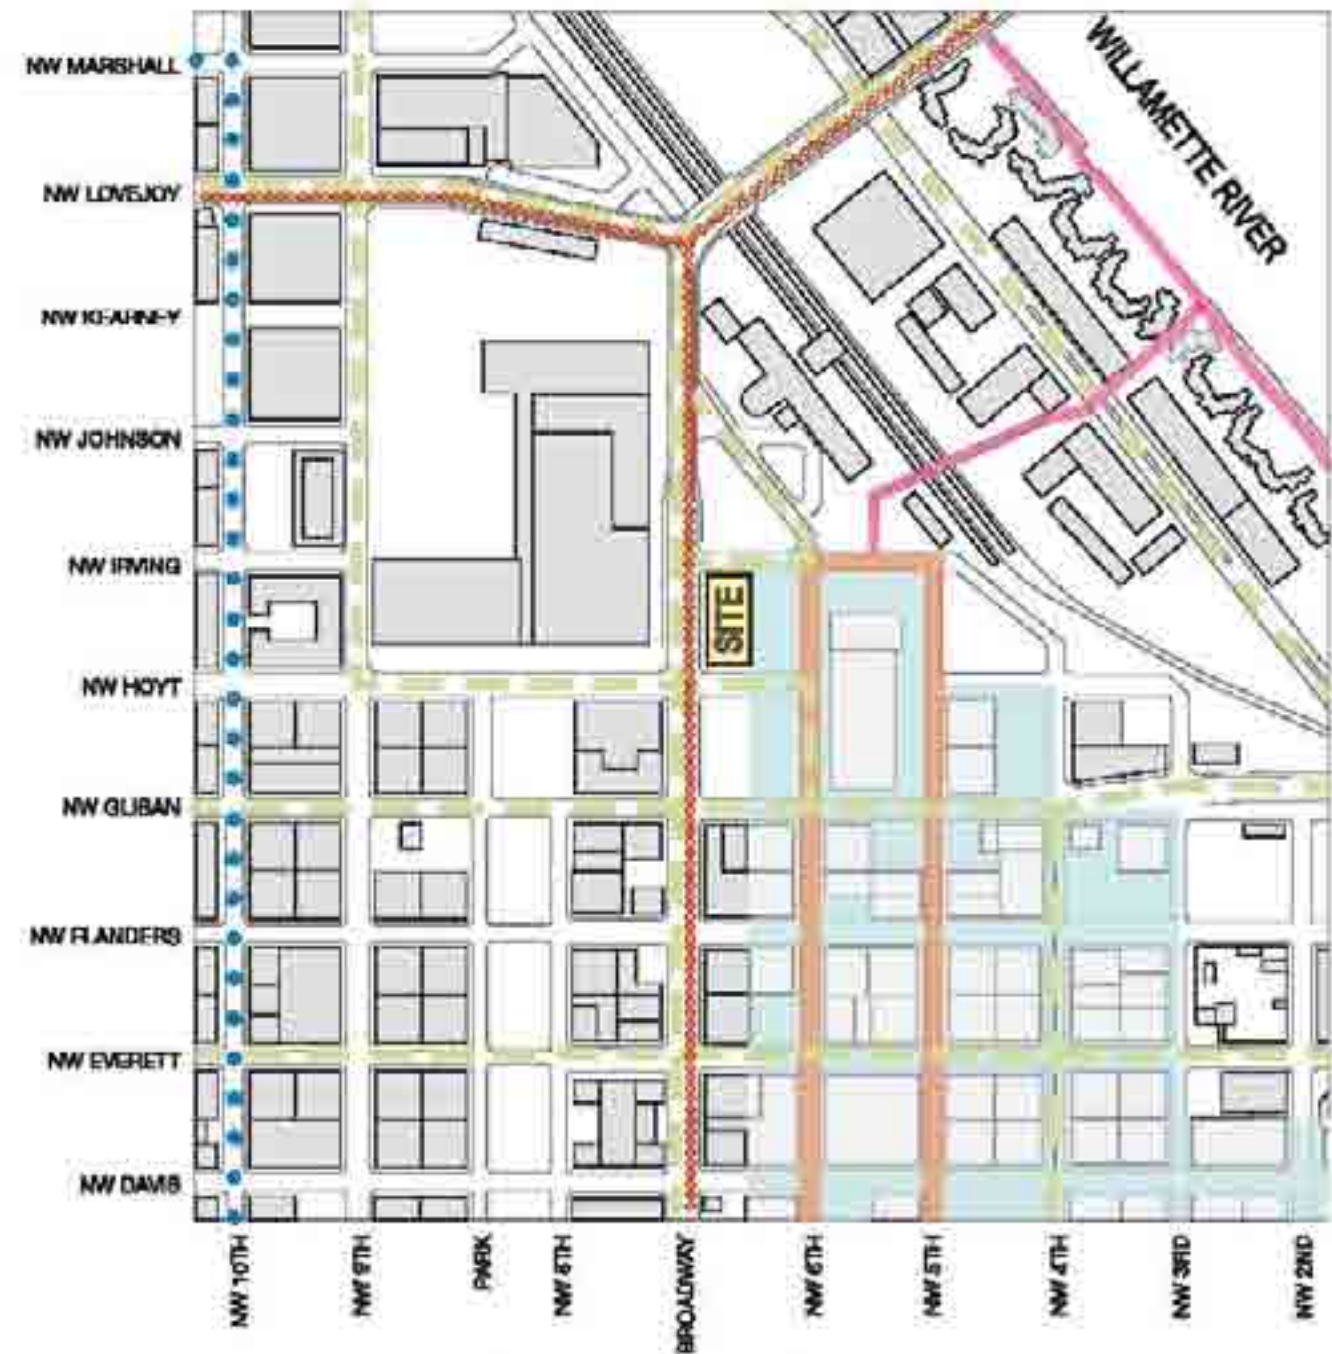 NW MARSHALL
NW LOVEJOY
NW KEARNEY
NW JOHNSON
NW IRVING
NW HOYT
NW GLISAN
NW FLANDERS
NW EVERETT
NW DAVIS
WILLAMETTE RIVER
SITE
NW 10TH
NW 9TH
PARK
NW 8TH
BROADWAY
NW 6TH
NW 5TH
NW 4TH
NW 3RD
NW 2ND